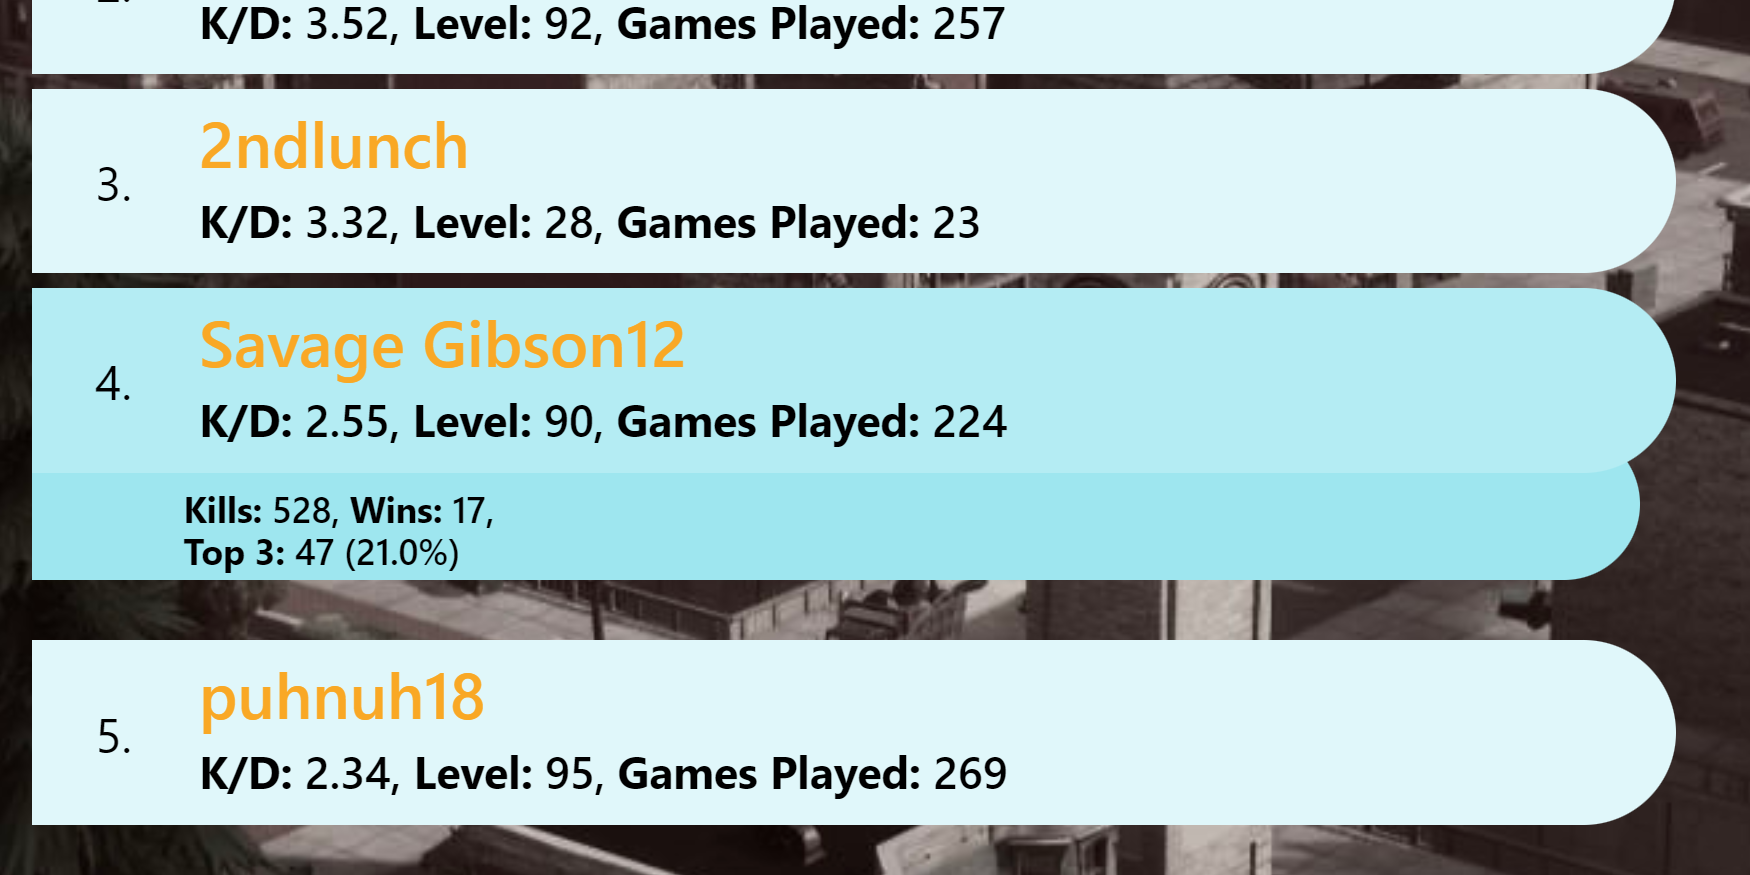 K/D: 3.52, Level: 92, Games Played: 257
3.
2ndlunch
K/D: 3.32, Level: 28, Games Played: 23
4.
Savage Gibson12
K/D: 2.55, Level: 90, Games Played: 224
Kills: 528, Wins: 17,
Top 3: 47 (21.0%)
5.
puhnuh18
K/D: 2.34, Level: 95, Games Played: 269